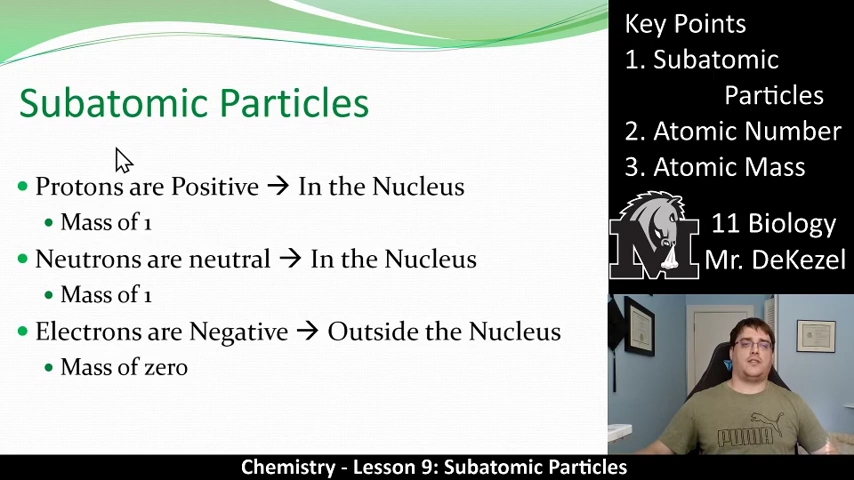 Subatomic Particles
• Protons are Positive → In the Nucleus
• Mass of 1
• Neutrons are neutral → In the Nucleus
• Mass of 1
• Electrons are Negative → Outside the Nucleus
• Mass of zero
Key Points
1. Subatomic
Particles
2. Atomic Number
3. Atomic Mass
M
11 Biology
Mr. DeKezel
PUMA
Chemistry - Lesson 9: Subatomic Particles